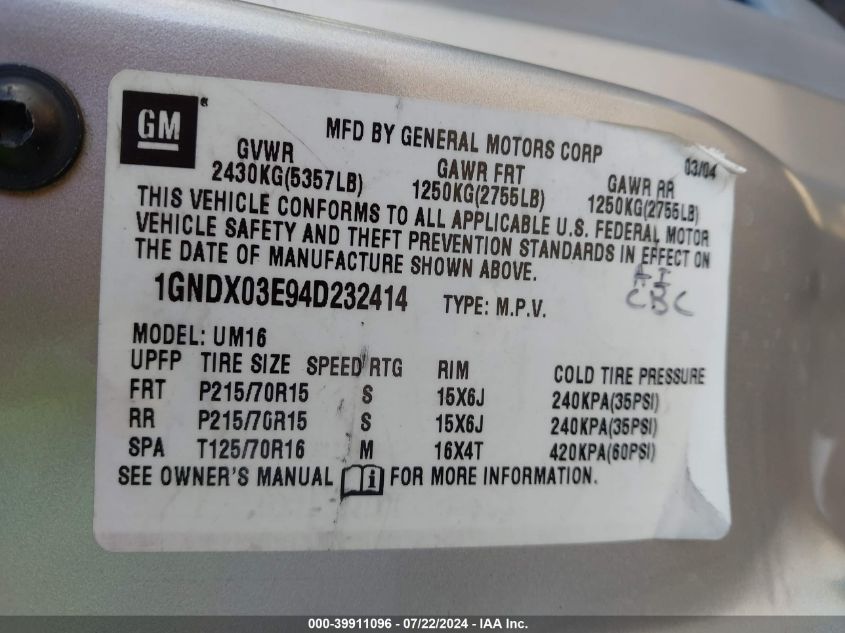 GM ®
MFD BY GENERAL MOTORS CORP 03/04
GVWR GAWR FRT GAWR RR
2430KG(5357LB) 1250KG(2755LB) 1250KG(2755LB)
THIS VEHICLE CONFORMS TO ALL APPLICABLE U.S. FEDERAL MOTOR
VEHICLE SAFETY AND THEFT PREVENTION STANDARDS IN EFFECT ON
THE DATE OF MANUFACTURE SHOWN ABOVE.
AI
1GNDX03E94D232414 TYPE: M.P.V. CBC
MODEL: UM16
UPFP TIRE SIZE SPEED RTG RIM COLD TIRE PRESSURE
FRT P215/70R15 S 15X6J 240KPA(35PSI)
RR P215/70R15 S 15X6J 240KPA(35PSI)
SPA T125/70R16 M 16X4T 420KPA(60PSI)
SEE OWNER'S MANUAL i FOR MORE INFORMATION.
000-39911096 - 07/22/2024 - IAA Inc.